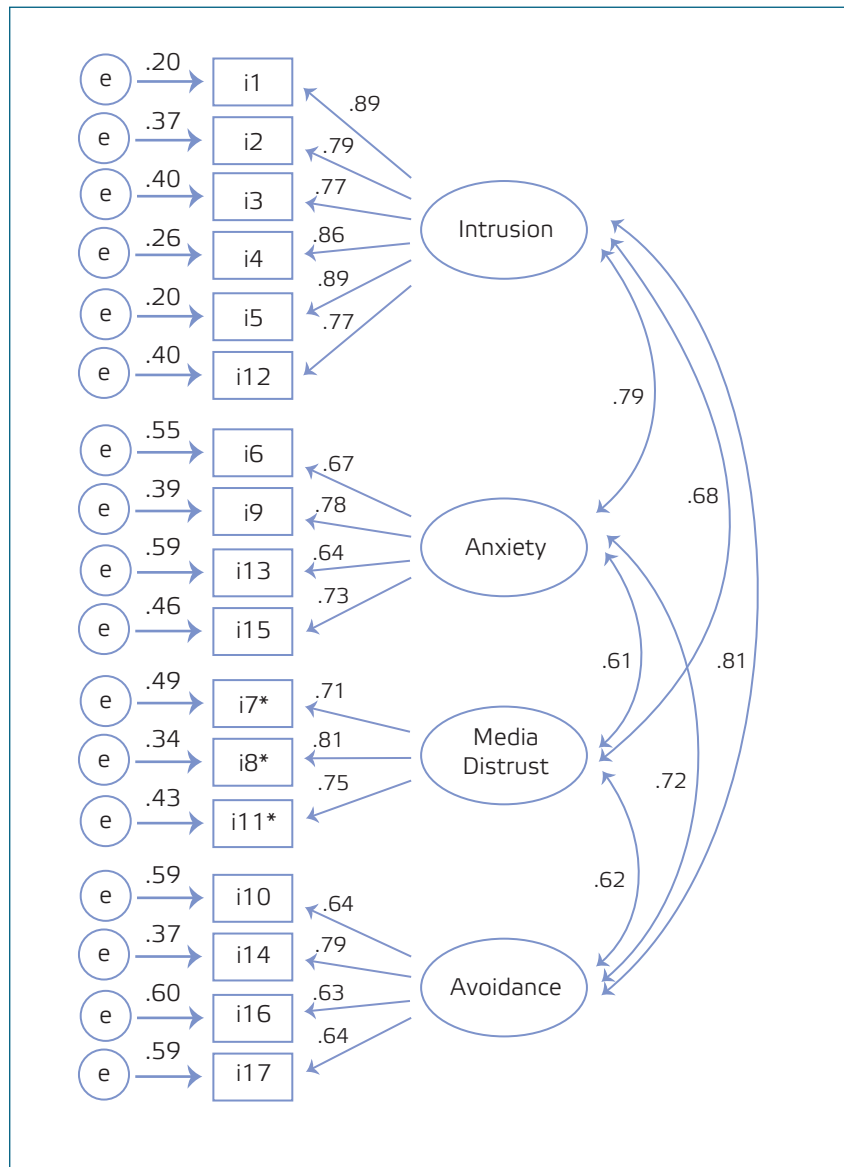 e .20 i1 .89
e .37 i2 .79
e .40 i3 .77
Intrusion
e .26 i4 .86
e .20 i5 .89
e .40 i12 .77
.79
e .55 i6 .67
e .39 i9 .78
.68
Anxiety
e .59 i13 .64
e .46 i15 .73
.61
.81
e .49 i7* .71
Media
Distrust
e .34 i8* .81
e .43 i11* .75
.72
.62
e .59 i10 .64
e .37 i14 .79
Avoidance
e .60 i16 .63
e .59 i17 .64